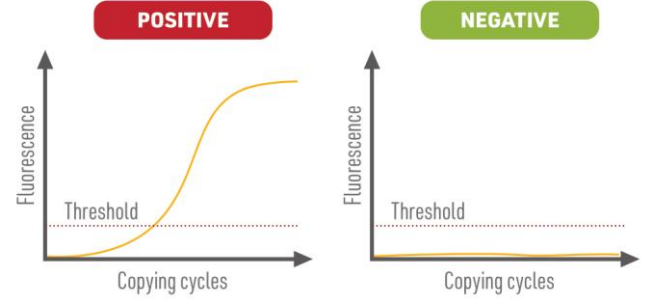 POSITIVE
Fluorescence
Threshold
Copying cycles
NEGATIVE
Fluorescence
Threshold
Copying cycles